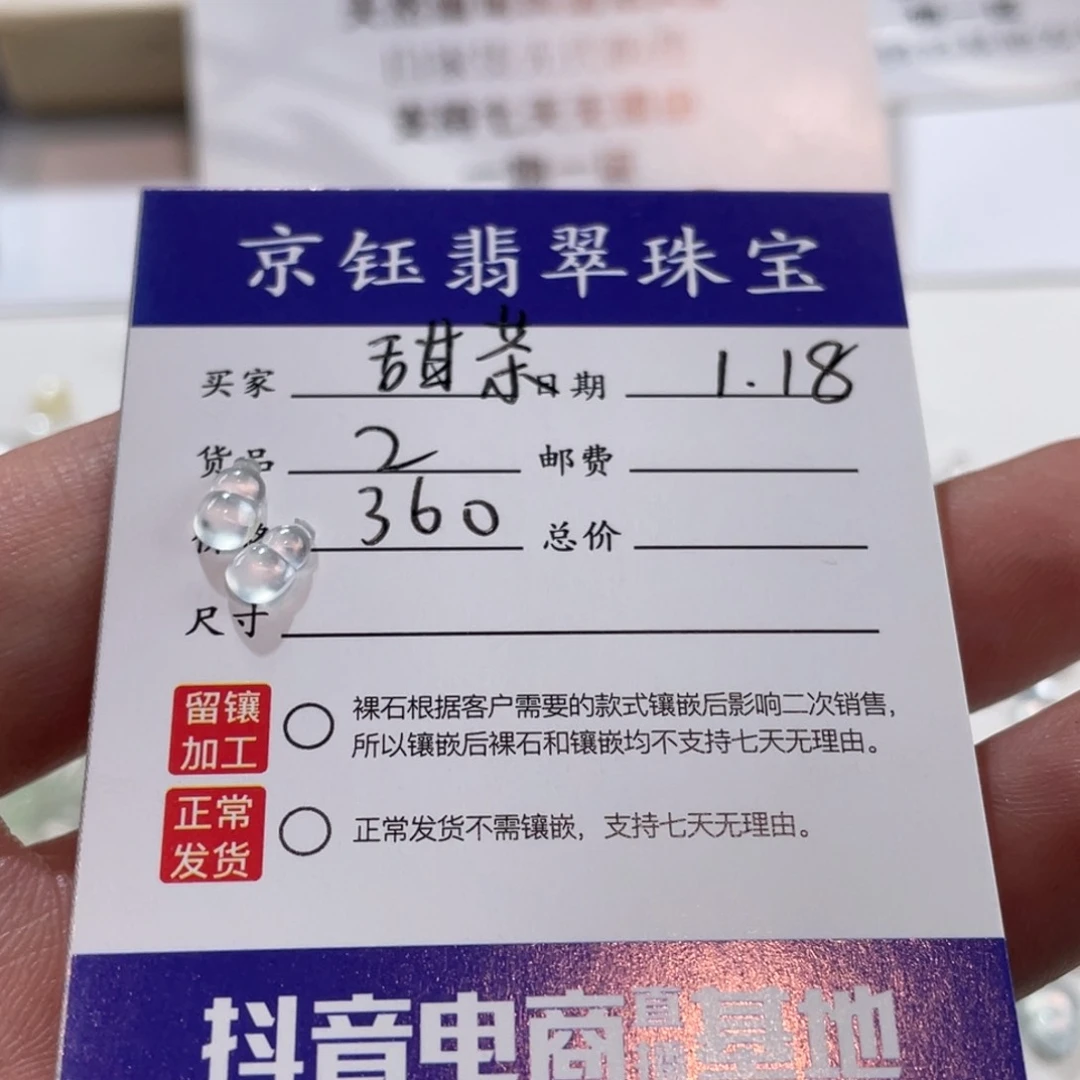 京钰翡翠珠宝
买家 甜茶 日期 1.18
货品 2 邮费
价格 360 总价
尺寸
留镶加工 裸石根据客户需要的款式镶嵌后影响二次销售，
所以镶嵌后裸石和镶嵌均不支持七天无理由。
正常发货 正常发货不需镶嵌，支持七天无理由。
抖音电商直播基地